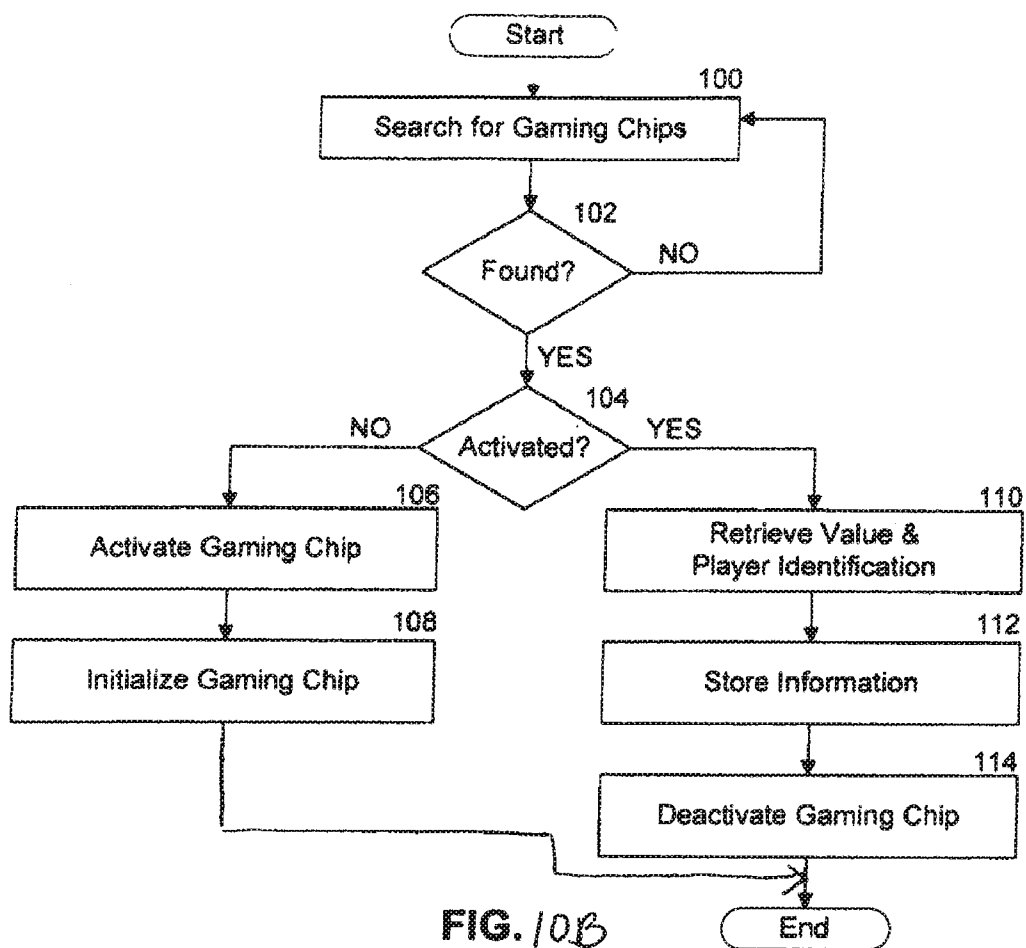 Start
100
Search for Gaming Chips
102
Found?
NO
YES
104
NO
Activated?
YES
106
Activate Gaming Chip
110
Retrieve Value &
Player Identification
108
Initialize Gaming Chip
112
Store Information
114
Deactivate Gaming Chip
FIG. 10B
End